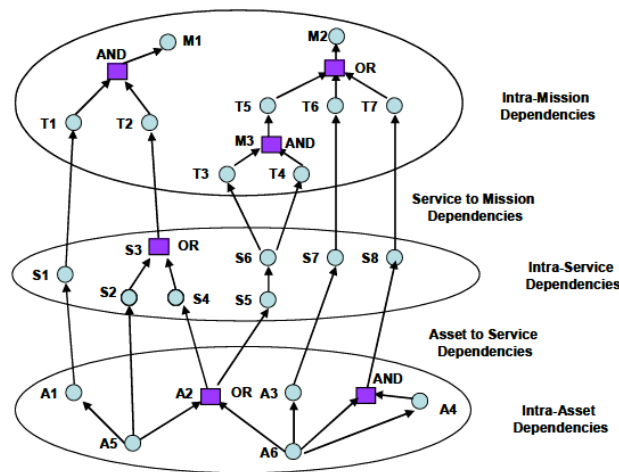 M1
M2
AND
OR
T5
T6
T7
Intra-Mission
Dependencies
T1
T2
M3
AND
T3
T4
Service to Mission
Dependencies
S3
OR
S6
S7
S8
S1
S2
S4
S5
Intra-Service
Dependencies
Asset to Service
Dependencies
AND
A1
A2
OR
A3
A4
Intra-Asset
Dependencies
A5
A6